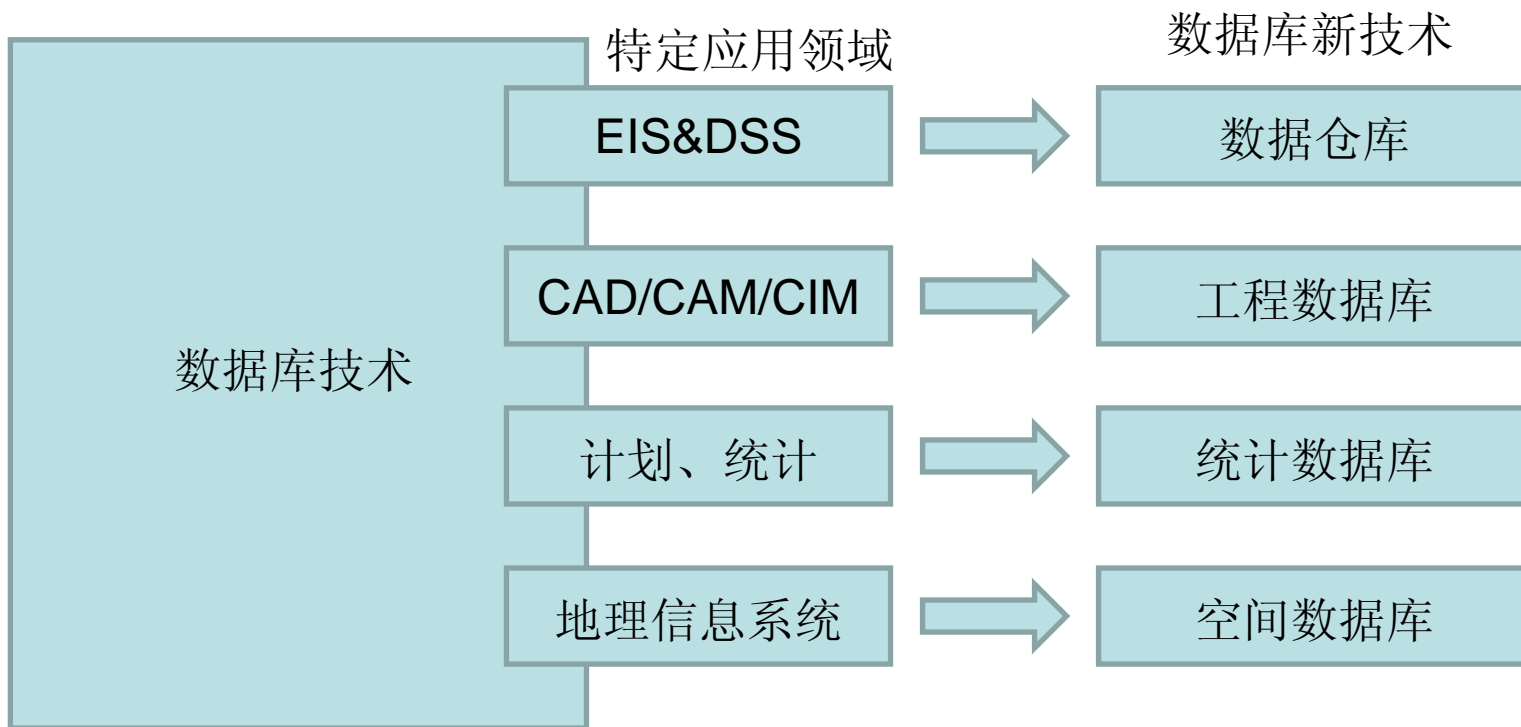 特定应用领域
数据库新技术
EIS&DSS
数据仓库
CAD/CAM/CIM
工程数据库
数据库技术
计划、统计
统计数据库
地理信息系统
空间数据库